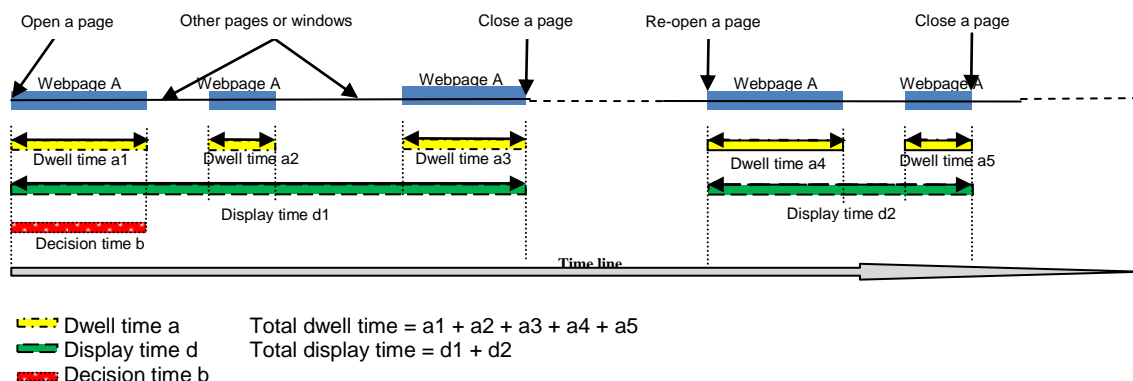 Open a page Other pages or windows Close a page Re-open a page Close a page
Webpage A Webpage A Webpage A Webpage A Webpage A
Dwell time a1 Dwell time a2 Dwell time a3 Dwell time a4 Dwell time a5
Display time d1 Display time d2
Decision time b
Time line
Dwell time a Total dwell time = a1 + a2 + a3 + a4 + a5
Display time d Total display time = d1 + d2
Decision time b